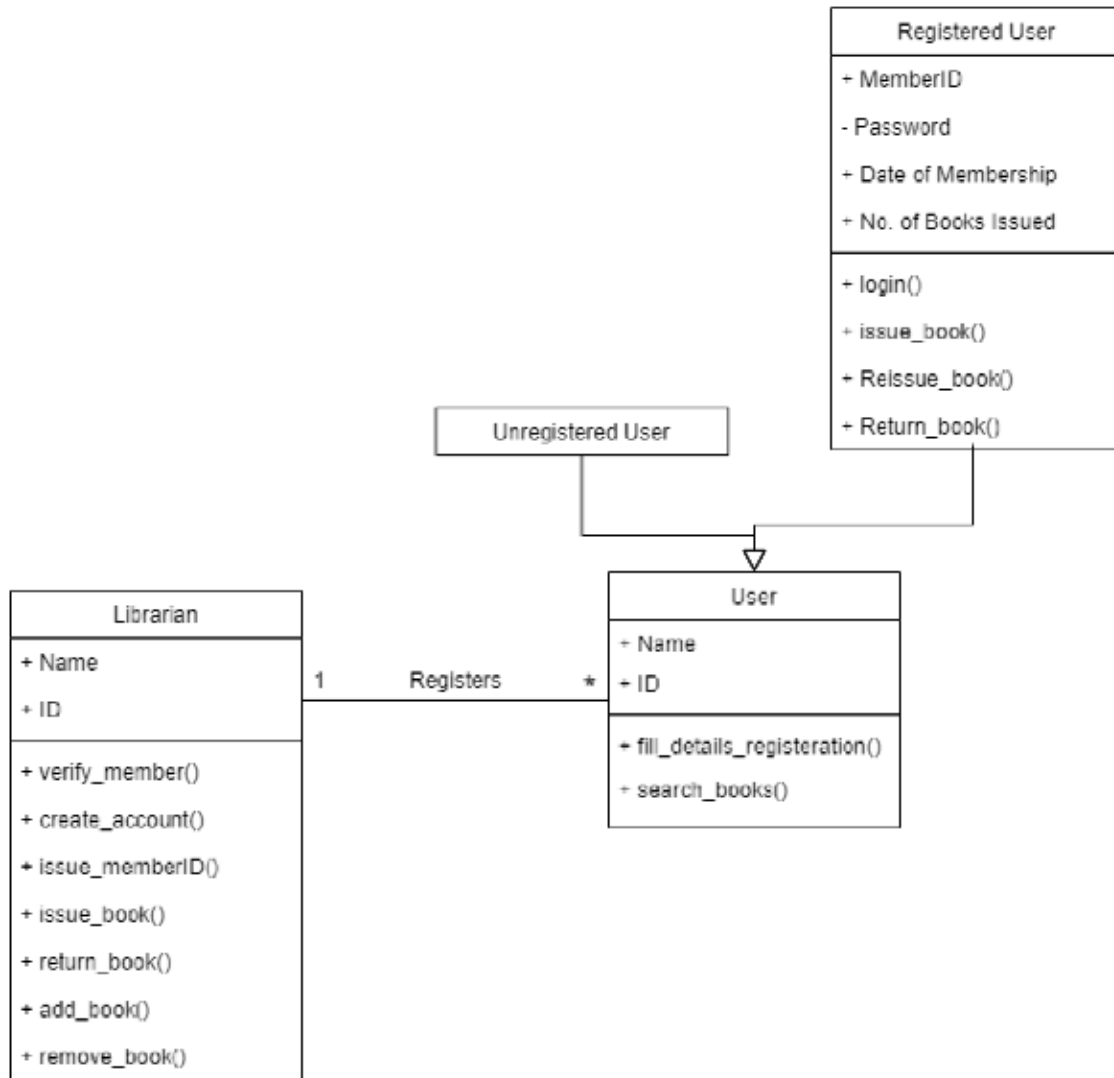 Registered User
+ MemberID
- Password
+ Date of Membership
+ No. of Books Issued
+ login()
+ issue_book()
+ Reissue_book()
+ Return_book()
Unregistered User
User
+ Name
+ ID
+ fill_details_registeration()
+ search_books()
1 Registers *
Librarian
+ Name
+ ID
+ verify_member()
+ create_account()
+ issue_memberID()
+ issue_book()
+ return_book()
+ add_book()
+ remove_book()